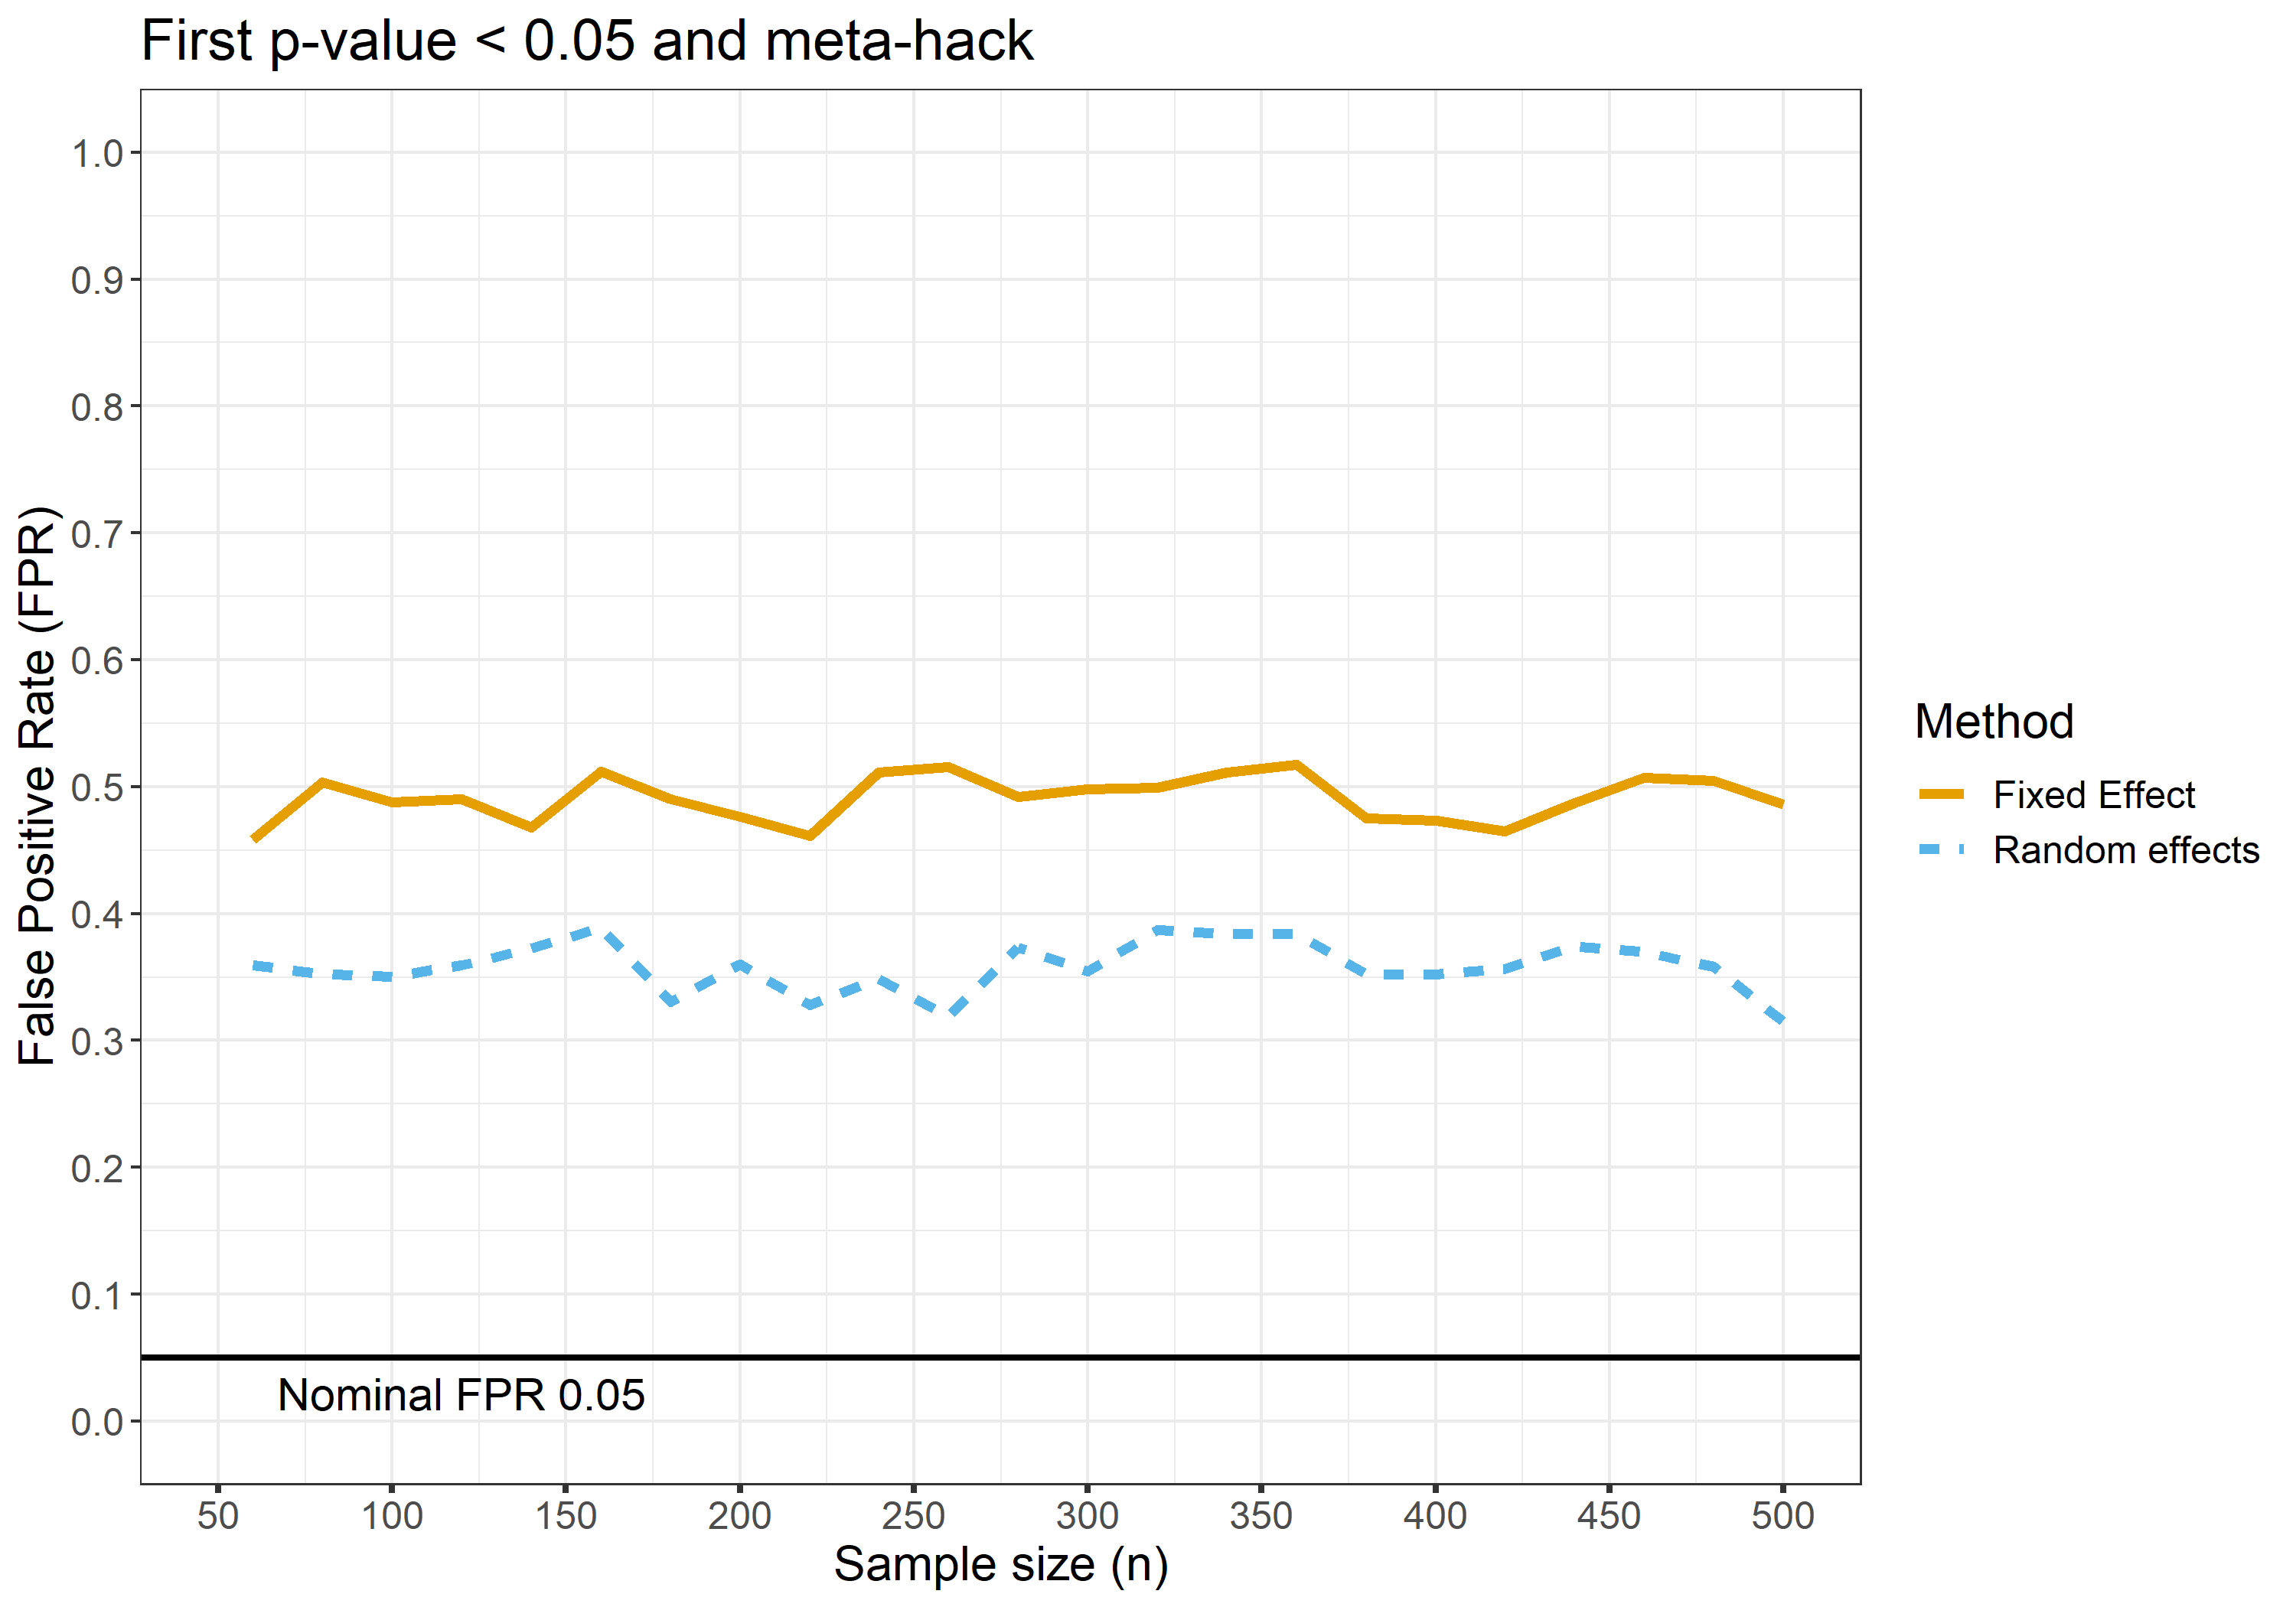 First p-value < 0.05 and meta-hack
False Positive Rate (FPR)
1.0
0.9
0.8
0.7
0.6
0.5
0.4
0.3
0.2
0.1
0.0
Nominal FPR 0.05
50 100 150 200 250 300 350 400 450 500
Sample size (n)
Method
Fixed Effect
Random effects